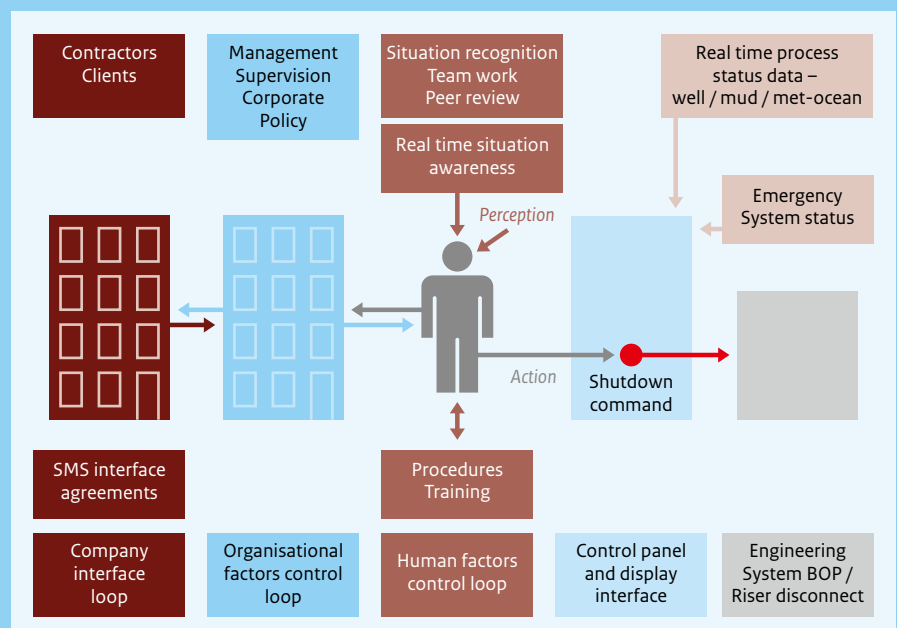 Contractors
Clients
Management
Supervision
Corporate
Policy
Situation recognition
Team work
Peer review
Real time situation
awareness
Real time process
status data –
well / mud / met-ocean
Emergency
System status
Perception
Action
Shutdown
command
SMS interface
agreements
Procedures
Training
Company
interface
loop
Organisational
factors control
loop
Human factors
control loop
Control panel
and display
interface
Engineering
System BOP /
Riser disconnect